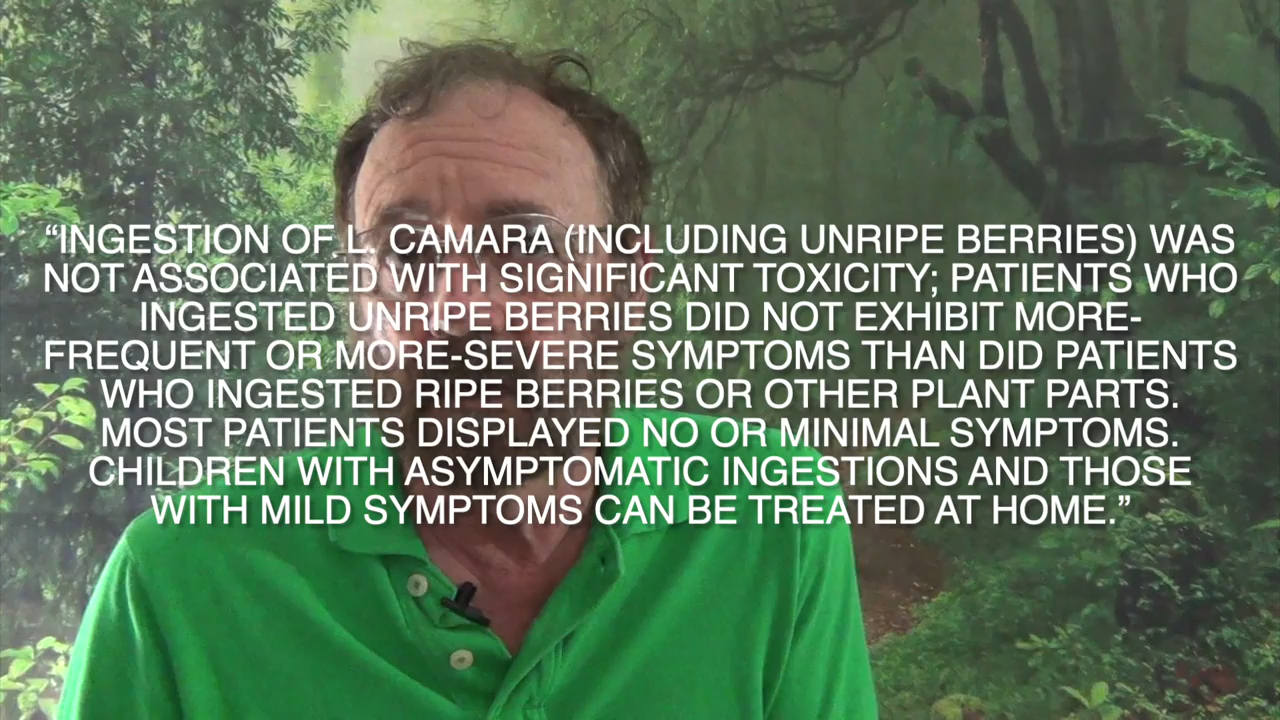 “INGESTION OF L. CAMARA (INCLUDING UNRIPE BERRIES) WAS
NOT ASSOCIATED WITH SIGNIFICANT TOXICITY; PATIENTS WHO
INGESTED UNRIPE BERRIES DID NOT EXHIBIT MORE-
FREQUENT OR MORE-SEVERE SYMPTOMS THAN DID PATIENTS
WHO INGESTED RIPE BERRIES OR OTHER PLANT PARTS.
MOST PATIENTS DISPLAYED NO OR MINIMAL SYMPTOMS.
CHILDREN WITH ASYMPTOMATIC INGESTIONS AND THOSE
WITH MILD SYMPTOMS CAN BE TREATED AT HOME.”